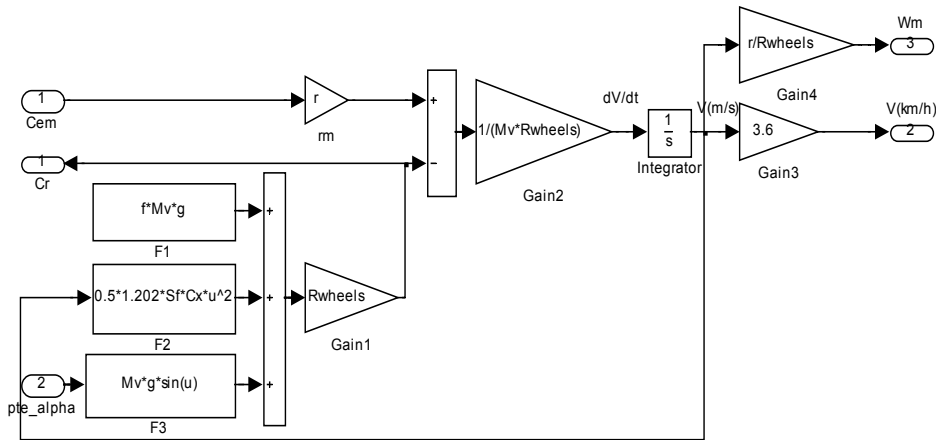 Wm
r/Rwheels
3
Gain4
1
Cem
r
rm
+
1/(Mv*Rwheels)
Gain2
dV/dt
1
s
Integrator
V(m/s)
3.6
Gain3
V(km/h)
2
1
Cr
−
f*Mv*g
F1
+
0.5*1.202*Sf*Cx*u^2
F2
+
Rwheels
Gain1
2
pte_alpha
Mv*g*sin(u)
F3
+